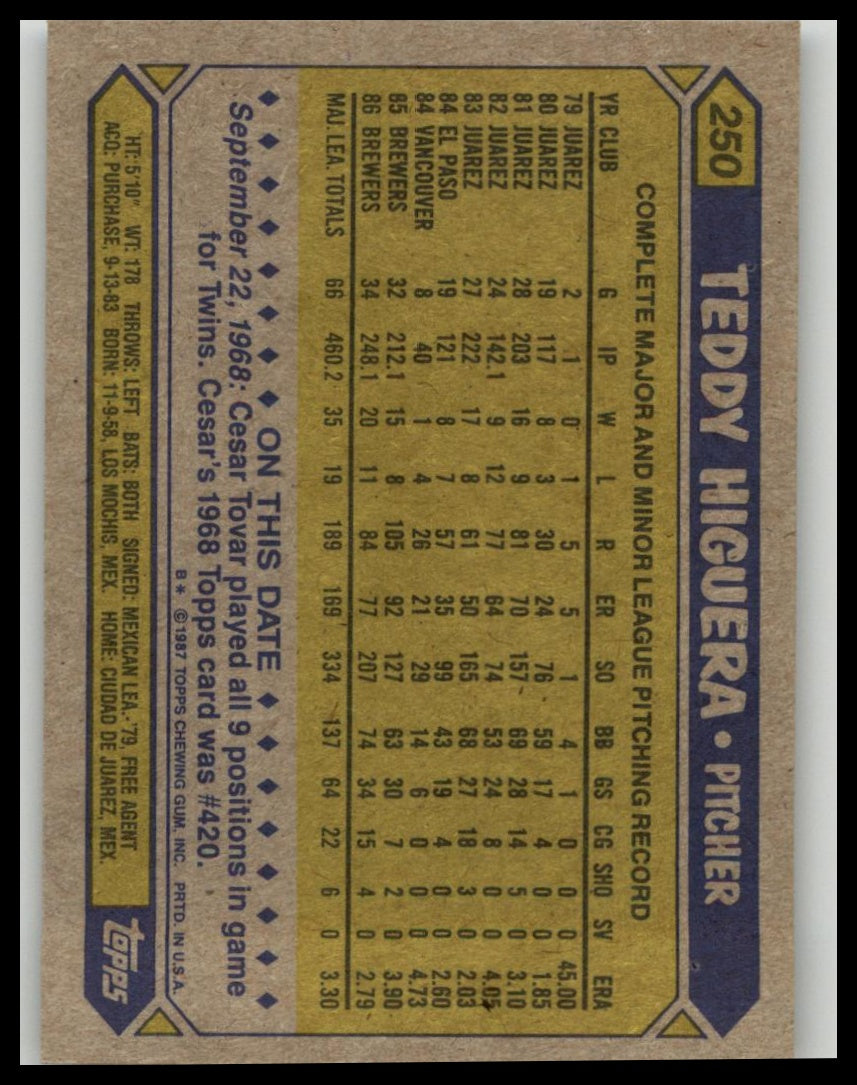 250
TEDDY HIGUERA • PITCHER
COMPLETE MAJOR AND MINOR LEAGUE PITCHING RECORD
YR CLUB G IP W L R ER SO BB GS CG SHO SV ERA
79 JUAREZ 2 1 0 1 5 5 1 4 1 0 0 0 45.00
80 JUAREZ 19 117 8 3 30 24 76 59 17 4 0 0 1.85
81 JUAREZ 28 203 16 9 81 70 157 69 28 14 5 0 3.10
82 JUAREZ 24 142.1 9 12 77 64 74 53 24 8 0 0 4.05
83 JUAREZ 27 222 17 8 61 50 165 68 27 18 3 0 2.03
84 EL PASO 19 121 8 7 57 35 99 43 19 4 0 0 2.60
84 VANCOUVER 8 40 1 4 26 21 29 14 6 0 0 0 4.73
85 BREWERS 32 212.1 15 8 105 92 127 63 30 7 2 0 3.90
86 BREWERS 34 248.1 20 11 84 77 207 74 34 15 4 0 2.79
MAJ. LEA. TOTALS 66 460.2 35 19 189 169 334 137 64 22 6 0 3.30
◆ ◆ ◆ ◆ ◆ ◆ ◆ ◆ ON THIS DATE ◆ ◆ ◆ ◆ ◆ ◆ ◆ ◆
September 22, 1968: Cesar Tovar played all 9 positions in game
for Twins. Cesar's 1968 Topps card was #420.
B* © 1987 TOPPS CHEWING GUM, INC. PRTD. IN U.S.A.
HT: 5'10" WT: 178 THROWS: LEFT BATS: BOTH SIGNED: MEXICAN LEA.-'79, FREE AGENT
ACQ: PURCHASE, 9-13-83 BORN: 11-9-58, LOS MOCHIS, MEX. HOME: CIUDAD DE JUAREZ, MEX.
topps